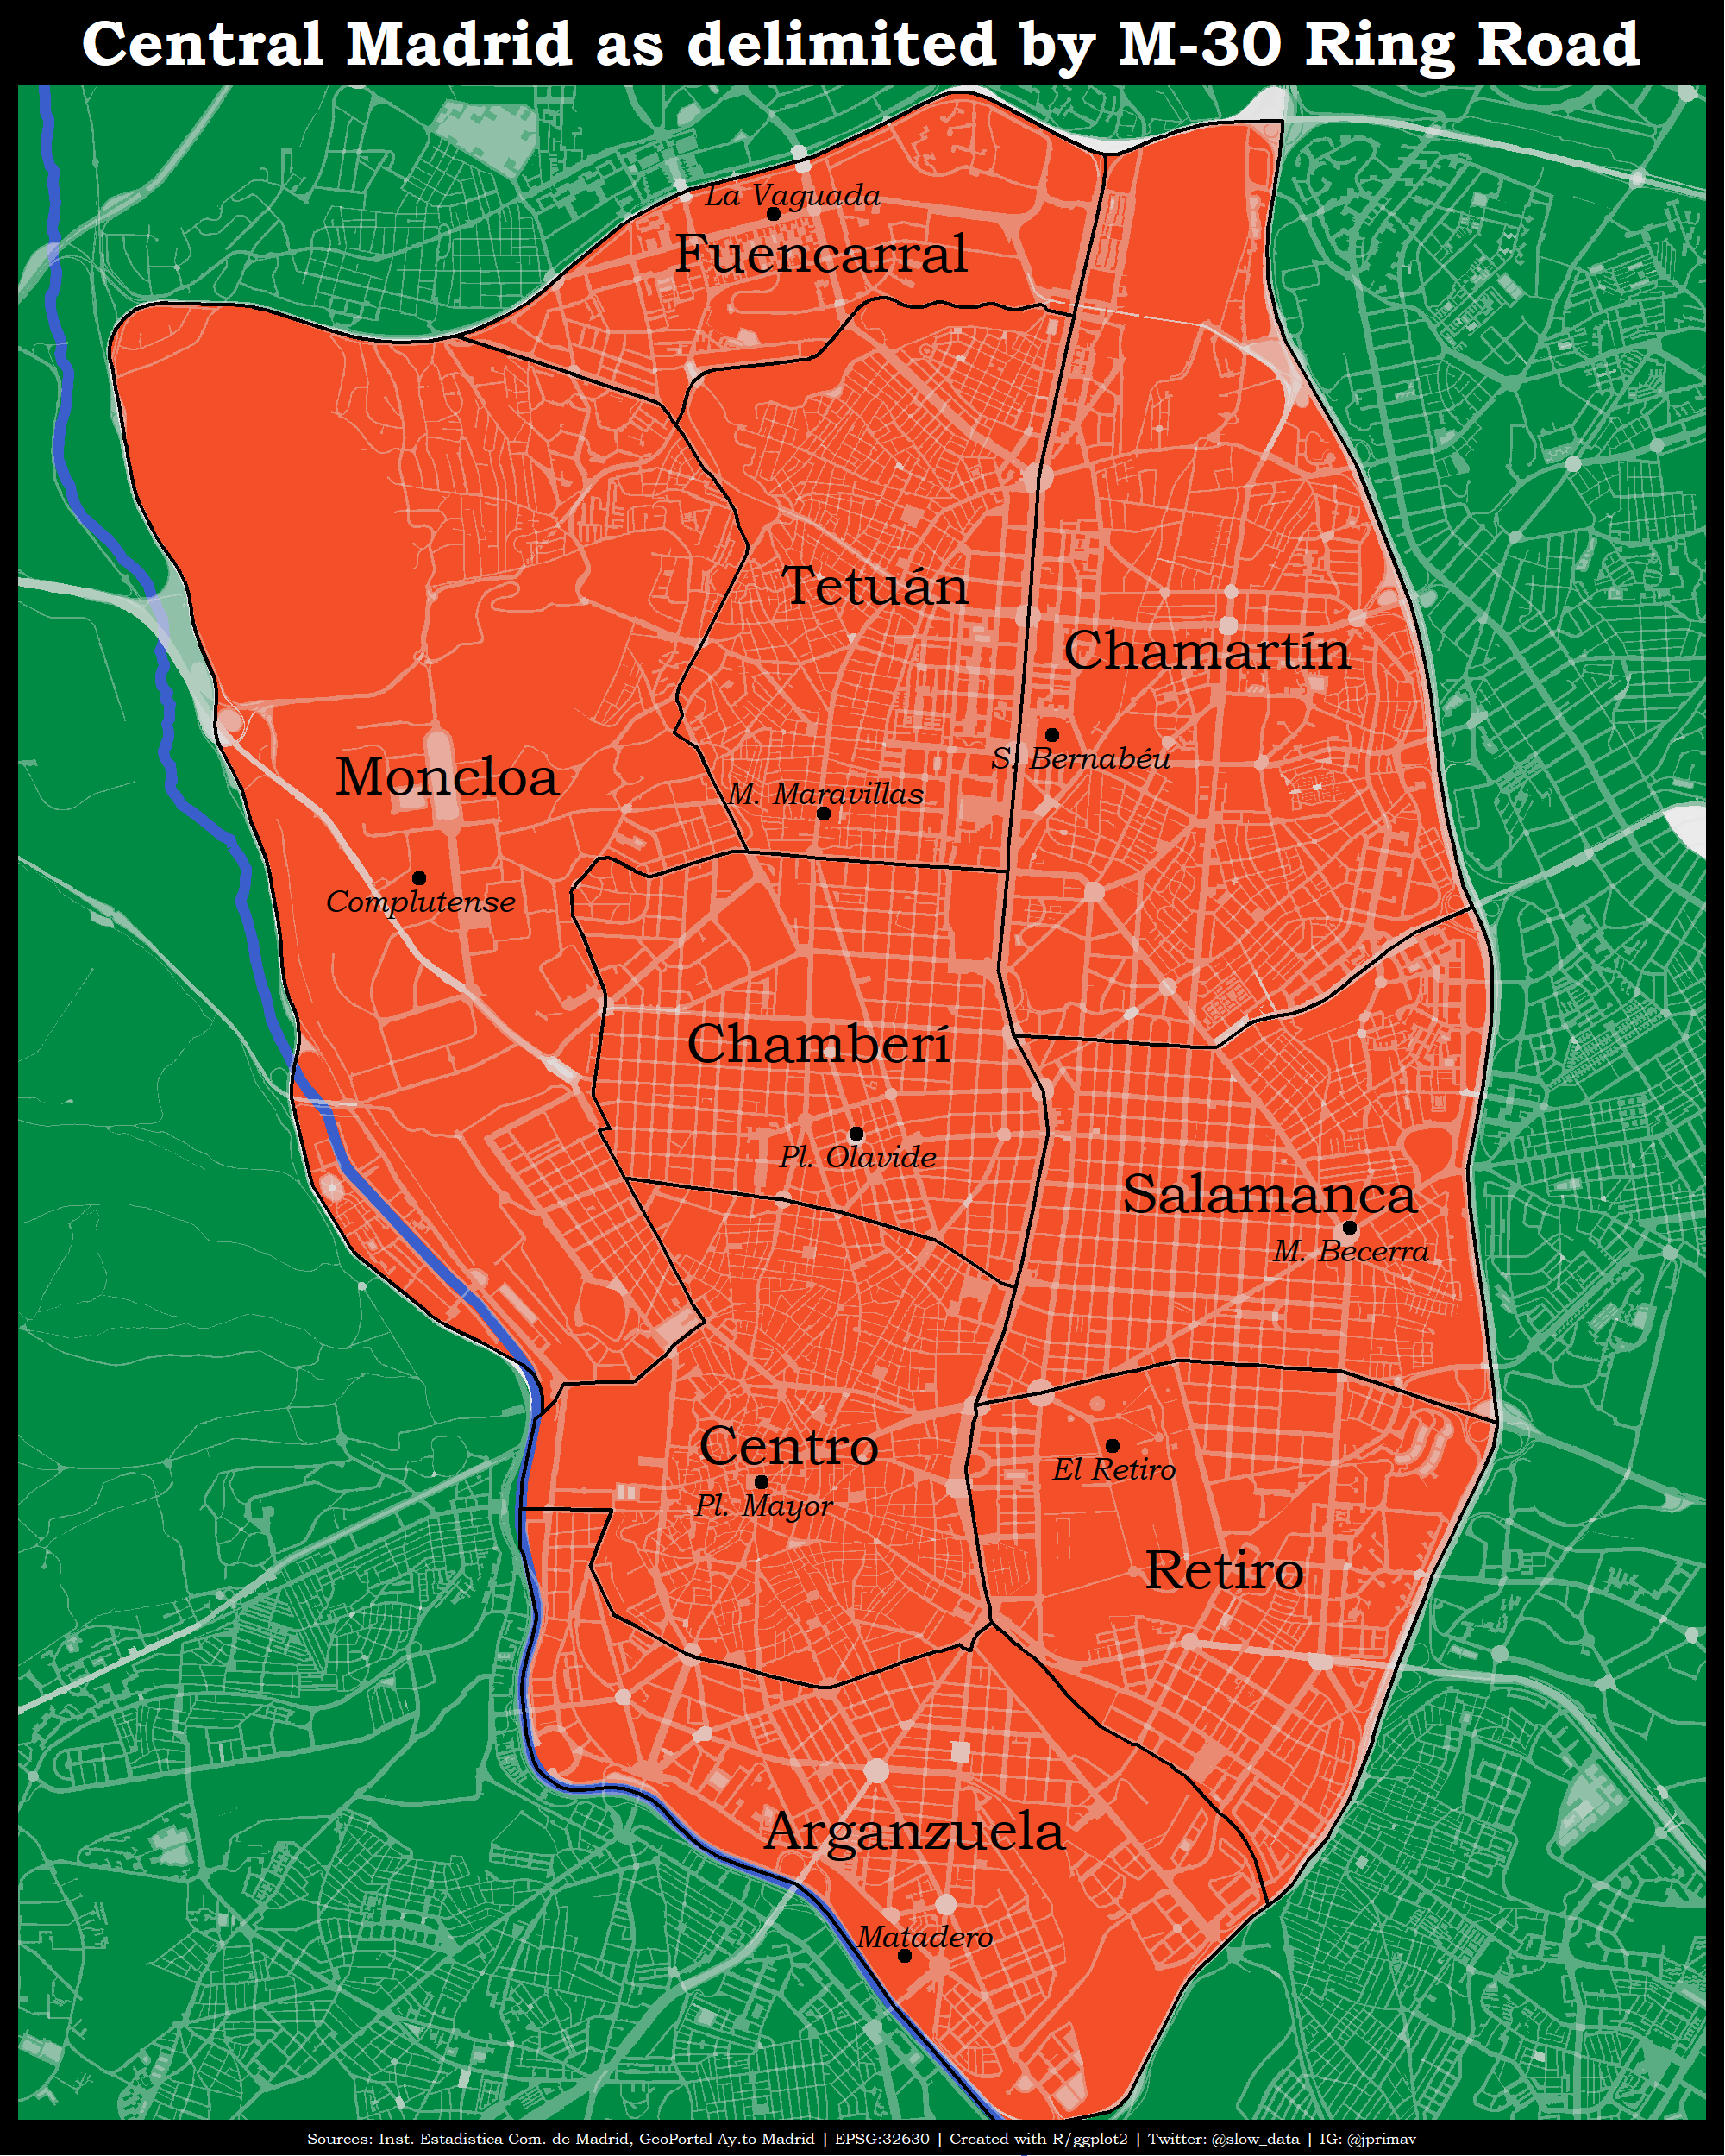 Central Madrid as delimited by M-30 Ring Road
La Vaguada
Fuencarral
Tetuán
Chamartín
S. Bernabéu
Moncloa
M. Maravillas
Complutense
Chamberí
Pl. Olavide
Salamanca
M. Becerra
Centro
El Retiro
Pl. Mayor
Retiro
Arganzuela
Matadero
Sources: Inst. Estadistica Com. de Madrid, GeoPortal Ay.to Madrid | EPSG:32630 | Created with R/ggplot2 | Twitter: @slow_data | IG: @jprimav